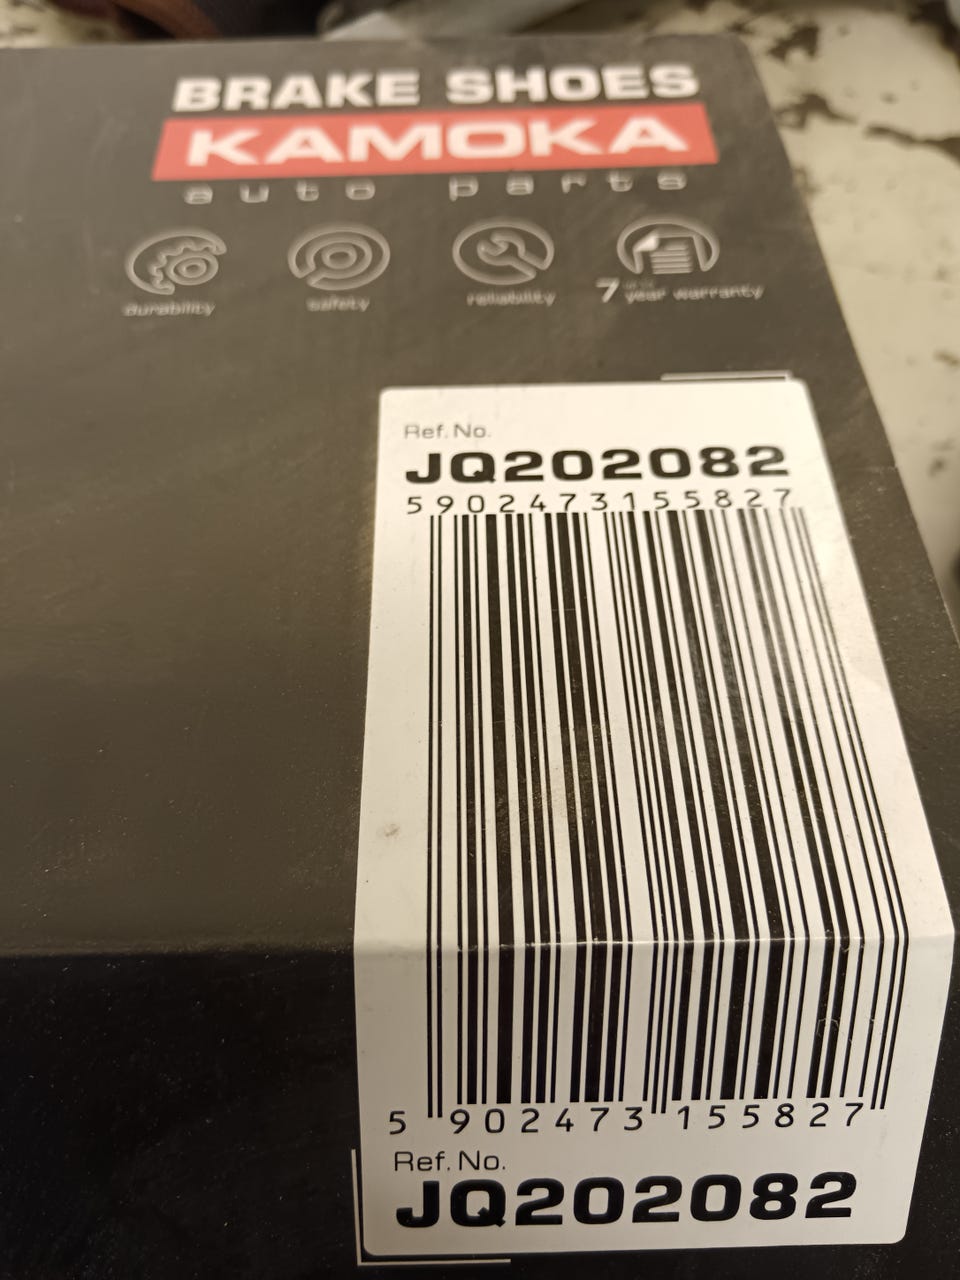 BRAKE SHOES
KAMOKA
auto parts
durability
safety
reliability
7 year warranty
Ref. No.
JQ202082
5902473155827
5 902473 155827
Ref. No.
JQ202082